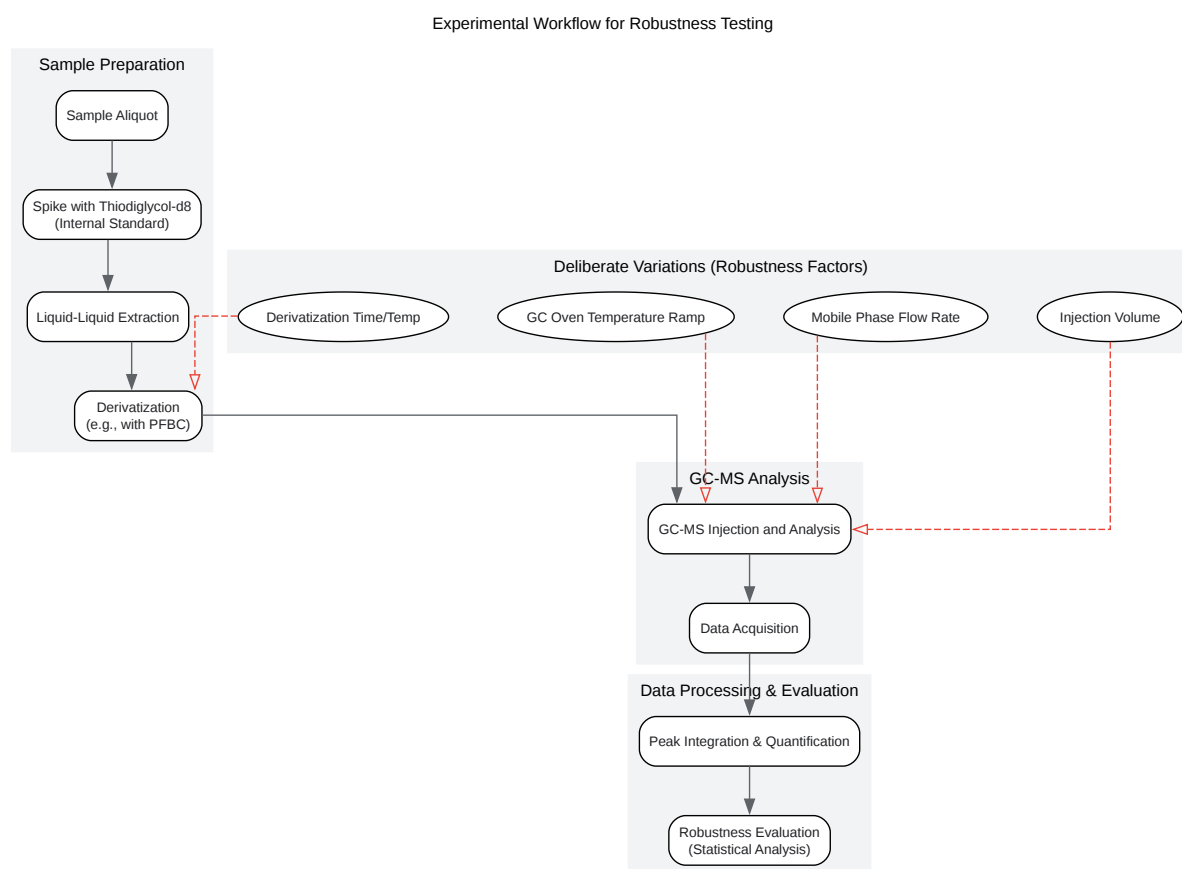 Experimental Workflow for Robustness Testing
Sample Preparation
Sample Aliquot
Spike with Thiodiglycol-d8
(Internal Standard)
Liquid-Liquid Extraction
Derivatization
(e.g., with PFBC)
Deliberate Variations (Robustness Factors)
Derivatization Time/Temp
GC Oven Temperature Ramp
Mobile Phase Flow Rate
Injection Volume
GC-MS Analysis
GC-MS Injection and Analysis
Data Acquisition
Data Processing & Evaluation
Peak Integration & Quantification
Robustness Evaluation
(Statistical Analysis)